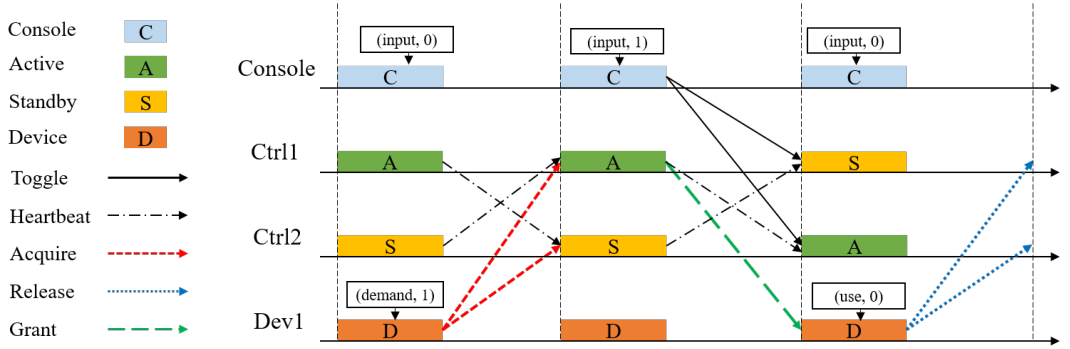 Console C
Active A
Standby S
Device D
Toggle
Heartbeat
Acquire
Release
Grant
(input, 0) (input, 1) (input, 0)
Console C C C
Ctrl1 A A S
Ctrl2 S S A
(demand, 1) (use, 0)
Dev1 D D D